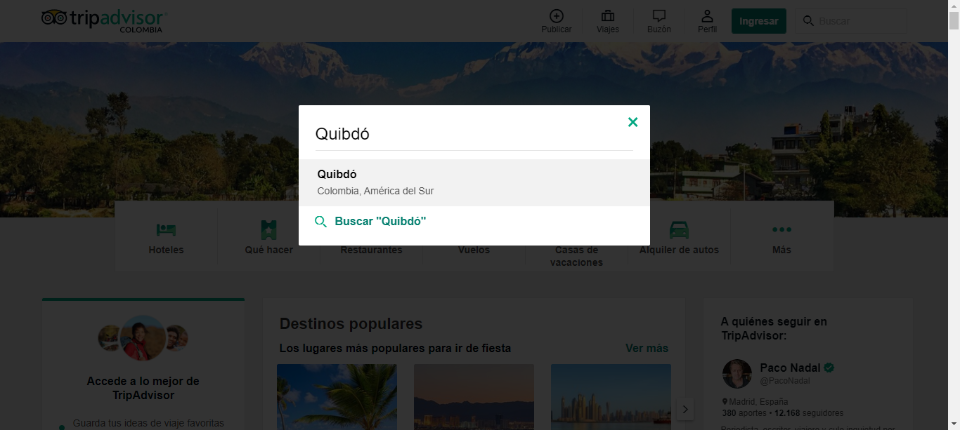 tripadvisor
COLOMBIA
Publicar
Viajes
Buzón
Perfil
Ingresar
Buscar
Quibdó
Quibdó
Colombia, América del Sur
Buscar "Quibdó"
Hoteles
Qué hacer
Restaurantes
Vuelos
Casas de vacaciones
Alquiler de autos
Más
Accede a lo mejor de
TripAdvisor
Guarda tus ideas de viaje favoritas
Destinos populares
Los lugares más populares para ir de fiesta
Ver más
A quiénes seguir en
TripAdvisor:
Paco Nadal
@PacoNadal
Madrid, España
380 aportes • 12.168 seguidores